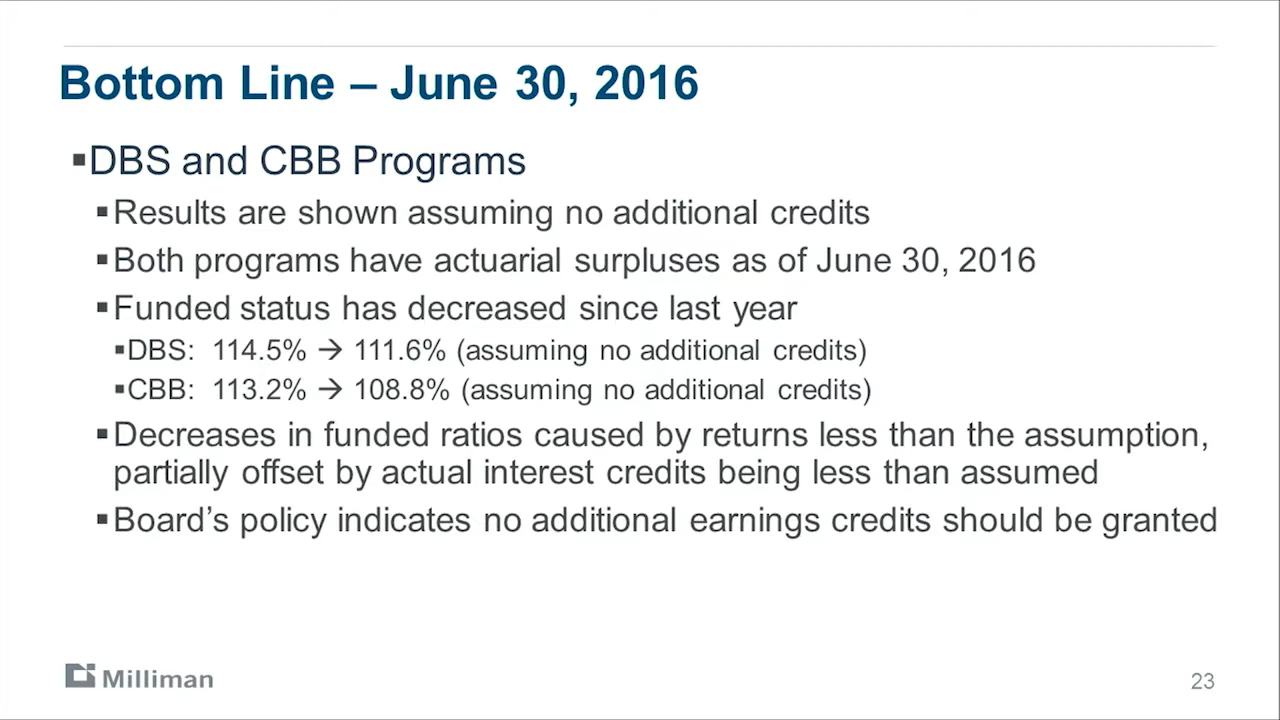 Bottom Line – June 30, 2016
▪DBS and CBB Programs
▪Results are shown assuming no additional credits
▪Both programs have actuarial surpluses as of June 30, 2016
▪Funded status has decreased since last year
▪DBS: 114.5% → 111.6% (assuming no additional credits)
▪CBB: 113.2% → 108.8% (assuming no additional credits)
▪Decreases in funded ratios caused by returns less than the assumption,
partially offset by actual interest credits being less than assumed
▪Board’s policy indicates no additional earnings credits should be granted
Milliman
23